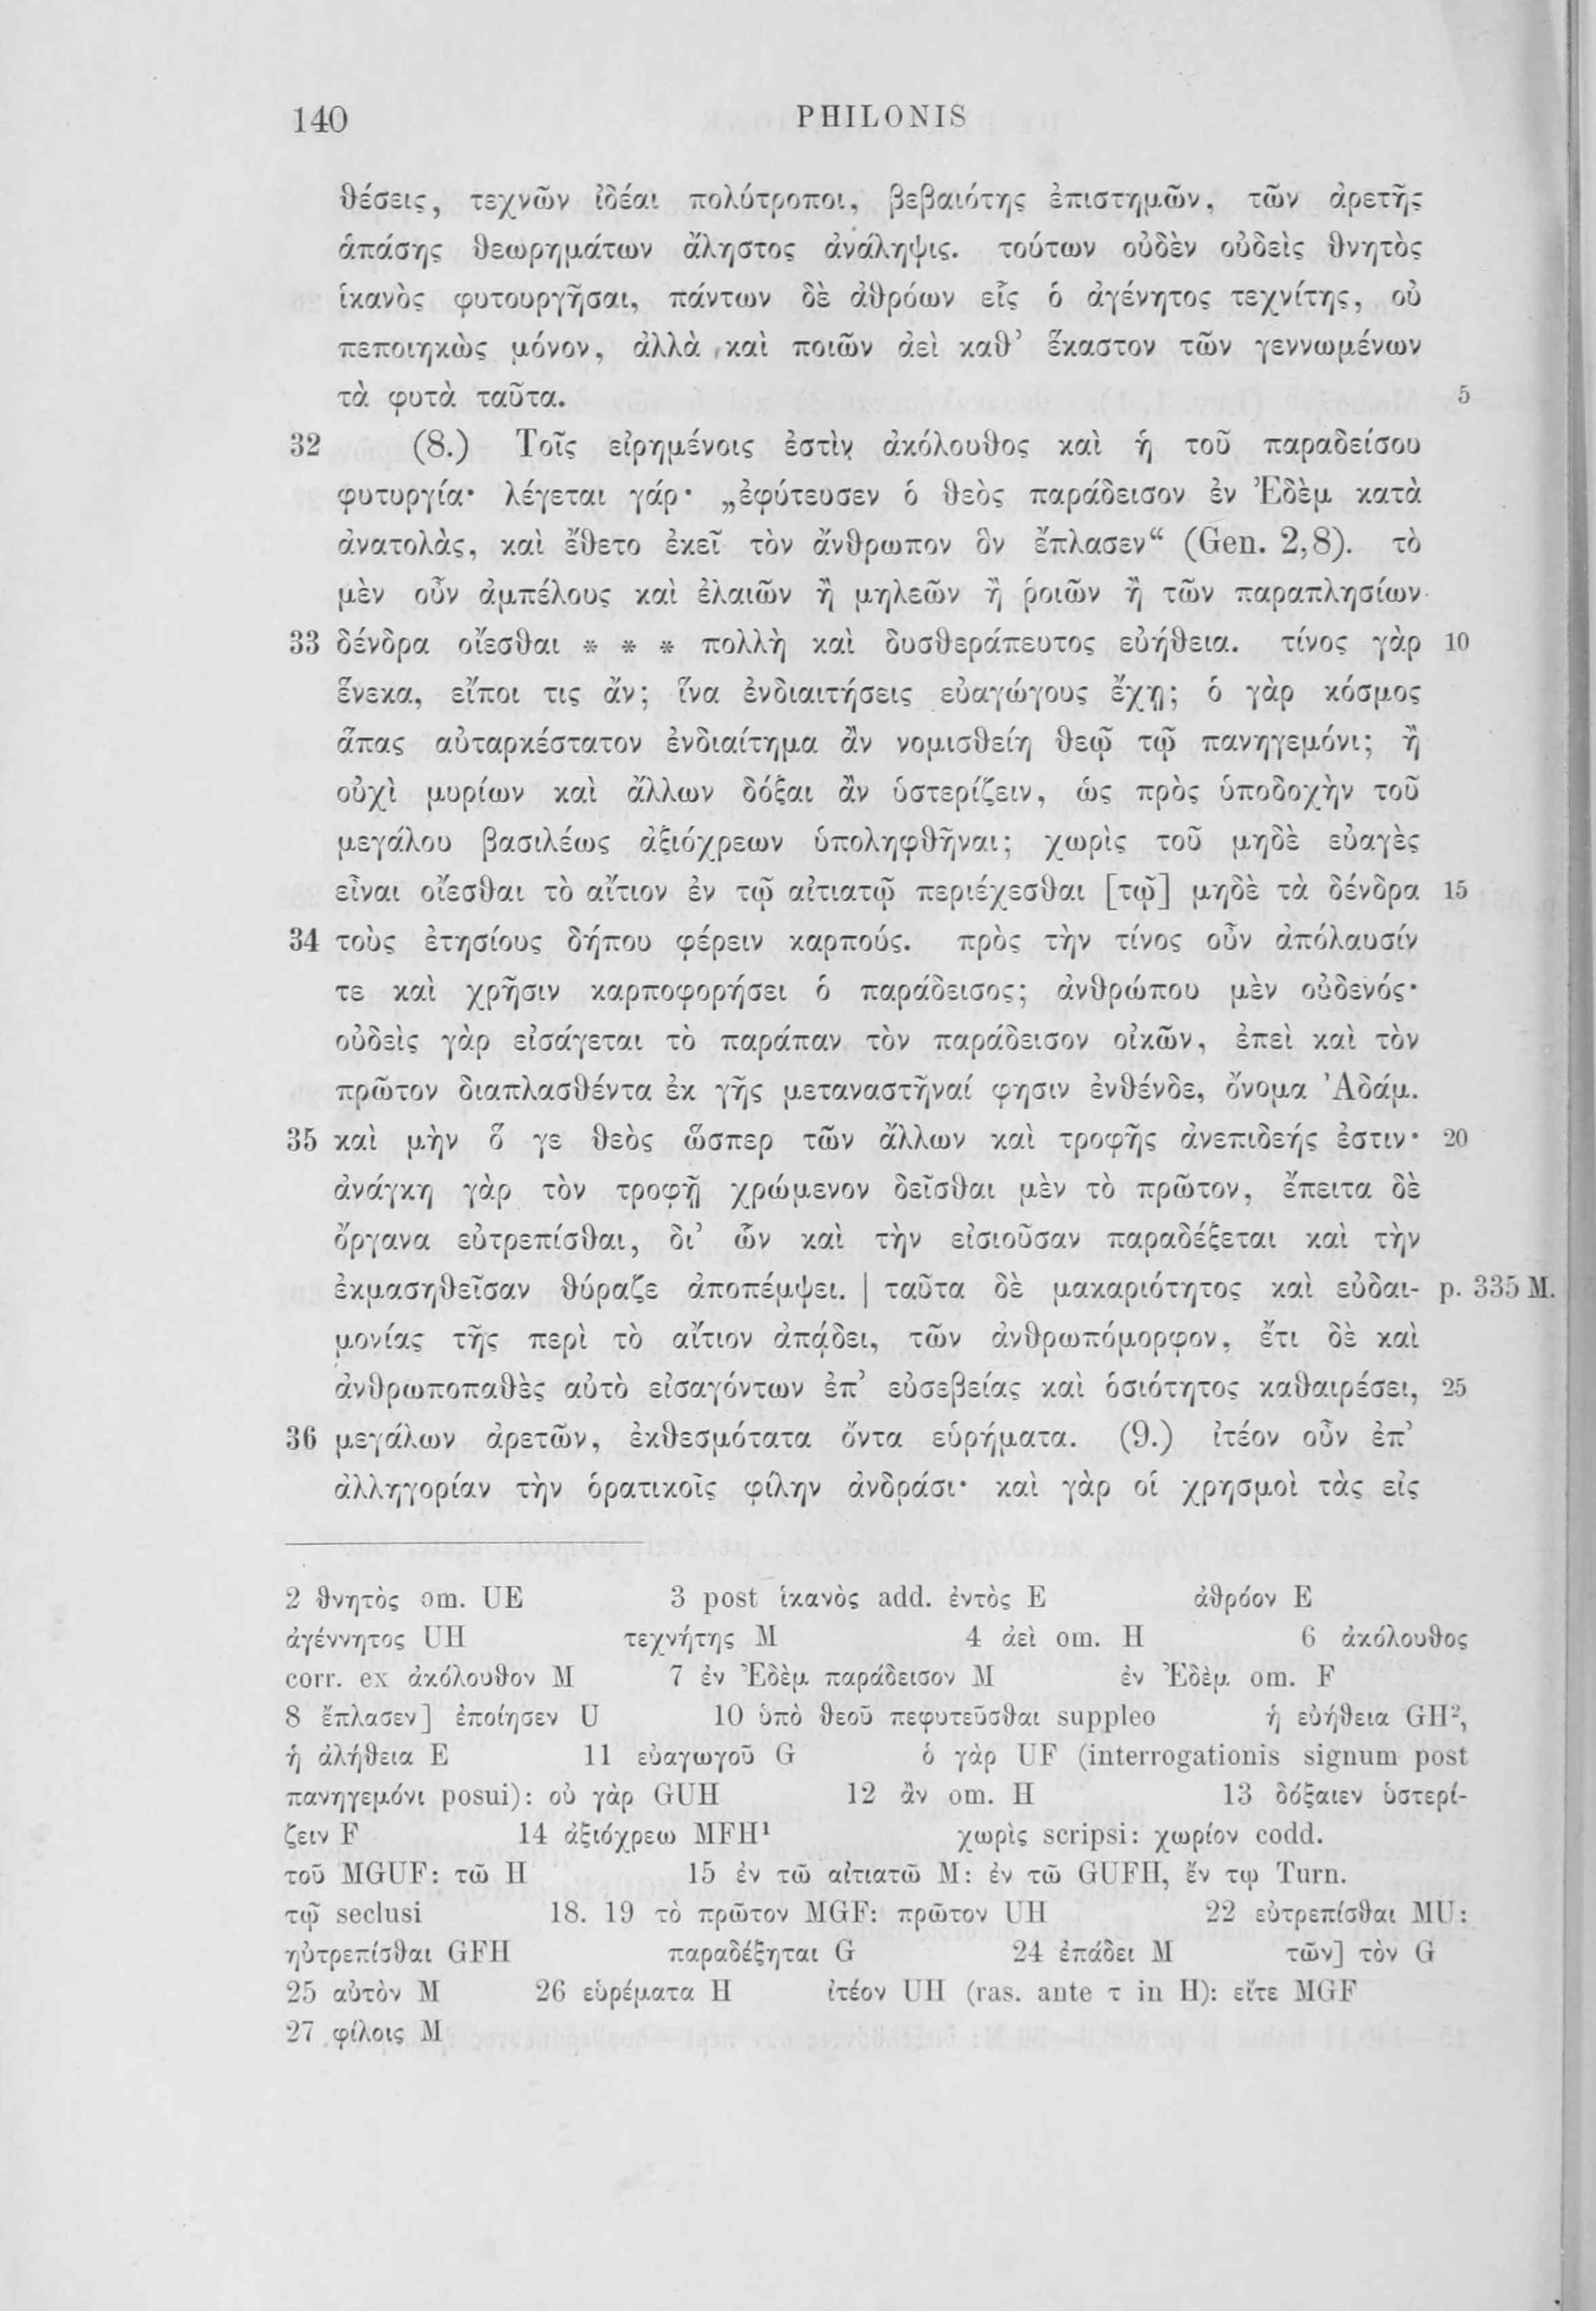 140 PHILONIS
θέσεις, τεχνῶν ἰδέαι πολύτροποι, βεβαιότης ἐπιστημῶν, τῶν ἀρετῆς
ἁπάσης θεωρημάτων ἄληστος ἀνάληψις. τούτων οὐδὲν οὐδεὶς θνητὸς
ἱκανὸς φυτουργῆσαι, πάντων δὲ ἀθρόων εἷς ὁ ἀγένητος τεχνίτης, οὐ
πεποιηκὼς μόνον, ἀλλὰ καὶ ποιῶν ἀεὶ καθ’ ἕκαστον τῶν γεννωμένων
τὰ φυτὰ ταῦτα. 5
32 (8.) Τοῖς εἰρημένοις ἐστὶν ἀκόλουθος καὶ ἡ τοῦ παραδείσου
φυτυργία· λέγεται γάρ· „ἐφύτευσεν ὁ θεὸς παράδεισον ἐν Ἐδὲμ κατὰ
ἀνατολὰς, καὶ ἔθετο ἐκεῖ τὸν ἄνθρωπον ὃν ἔπλασεν“ (Gen. 2,8). τὸ
μὲν οὖν ἀμπέλους καὶ ἐλαιῶν ἢ μηλεῶν ἢ ῥοιῶν ἢ τῶν παραπλησίων
33 δένδρα οἴεσθαι * * * πολλὴ καὶ δυσθεράπευτος εὐήθεια. τίνος γὰρ 10
ἕνεκα, εἴποι τις ἄν; ἵνα ἐνδιαιτήσεις εὐαγώγους ἔχῃ; ὁ γὰρ κόσμος
ἅπας αὐταρκέστατον ἐνδιαίτημα ἂν νομισθείη θεῷ τῷ πανηγεμόνι; ἢ
οὐχὶ μυρίων καὶ ἄλλων δόξαι ἂν ὑστερίζειν, ὡς πρὸς ὑποδοχὴν τοῦ
μεγάλου βασιλέως ἀξιόχρεων ὑποληφθῆναι; χωρὶς τοῦ μηδὲ εὐαγὲς
εἶναι οἴεσθαι τὸ αἴτιον ἐν τῷ αἰτιατῷ περιέχεσθαι [τῷ] μηδὲ τὰ δένδρα 15
34 τοὺς ἐτησίους δήπου φέρειν καρπούς. πρὸς τὴν τίνος οὖν ἀπόλαυσίν
τε καὶ χρῆσιν καρποφορήσει ὁ παράδεισος; ἀνθρώπου μὲν οὐδενός·
οὐδεὶς γὰρ εἰσάγεται τὸ παράπαν τὸν παράδεισον οἰκῶν, ἐπεὶ καὶ τὸν
πρῶτον διαπλασθέντα ἐκ γῆς μεταναστῆναί φησιν ἐνθένδε, ὄνομα Ἀδάμ.
35 καὶ μὴν ὅ γε θεὸς ὥσπερ τῶν ἄλλων καὶ τροφῆς ἀνεπιδεής ἐστιν· 20
ἀνάγκη γὰρ τὸν τροφῇ χρώμενον δεῖσθαι μὲν τὸ πρῶτον, ἔπειτα δὲ
ὄργανα εὐτρεπίσθαι, δι’ ὧν καὶ τὴν εἰσιοῦσαν παραδέξεται καὶ τὴν
ἐκμασηθεῖσαν θύραζε ἀποπέμψει. | ταῦτα δὲ μακαριότητος καὶ εὐδαι- p. 335 M.
μονίας τῆς περὶ τὸ αἴτιον ἀπᾴδει, τῶν ἀνθρωπόμορφον, ἔτι δὲ καὶ
ἀνθρωποπαθὲς αὐτὸ εἰσαγόντων ἐπ’ εὐσεβείας καὶ ὁσιότητος καθαιρέσει, 25
36 μεγάλων ἀρετῶν, ἐκθεσμότατα ὄντα εὑρήματα. (9.) ἰτέον οὖν ἐπ’
ἀλληγορίαν τὴν ὁρατικοῖς φίλην ἀνδράσι· καὶ γὰρ οἱ χρησμοὶ τὰς εἰς
2 θνητὸς om. UE 3 post ἱκανὸς add. ἐντὸς E ἀθρόον E
ἀγέννητος UH τεχνήτης M 4 ἀεὶ om. H 6 ἀκόλουθος
corr. ex ἀκόλουθον M 7 ἐν Ἐδὲμ παράδεισον M ἐν Ἐδὲμ om. F
8 ἔπλασεν] ἐποίησεν U 10 ὑπὸ θεοῦ πεφυτεῦσθαι suppleo ἡ εὐήθεια GH²,
ἡ ἀλήθεια E 11 εὐαγωγοῦ G ὁ γὰρ UF (interrogationis signum post
πανηγεμόνι posui): οὐ γὰρ GUH 12 ἂν om. H 13 δόξαιεν ὑστερί-
ζειν F 14 ἀξιόχρεω MFH¹ χωρὶς scripsi: χωρίον codd.
τοῦ MGUF: τῶ H 15 ἐν τῶ αἰτιατῶ M: ἐν τῶ GUFH, ἔν τῳ Turn.
τῷ seclusi 18. 19 τὸ πρῶτον MGF: πρῶτον UH 22 εὐτρεπίσθαι MU:
ηὐτρεπίσθαι GFH παραδέξηται G 24 ἐπάδει M τῶν] τὸν G
25 αὐτὸν M 26 εὑρέματα H ἰτέον UH (ras. ante τ in H): εἴτε MGF
27 φίλοις M